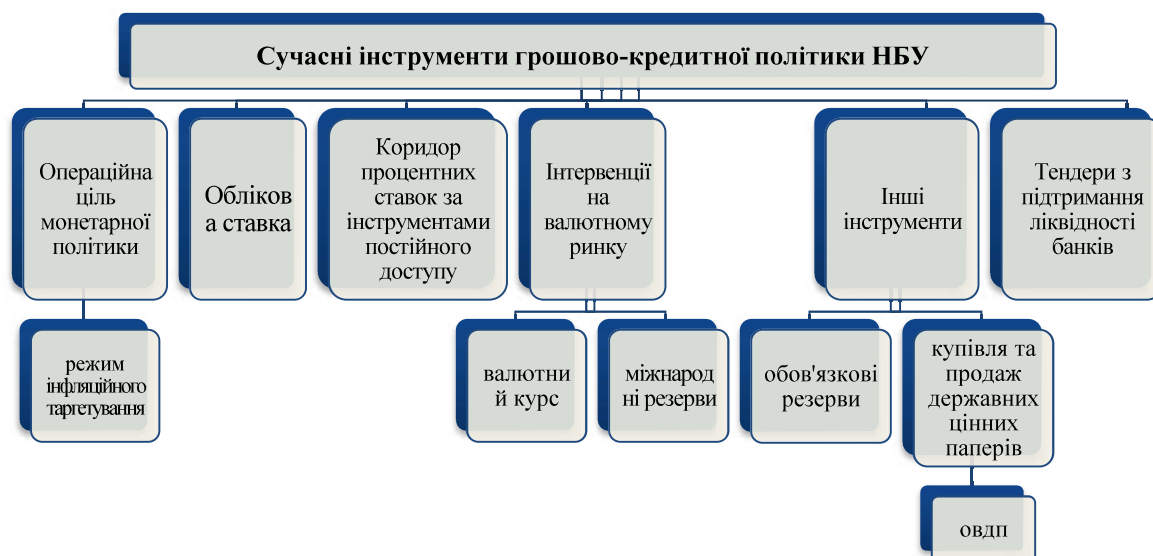 Сучасні інструменти грошово-кредитної політики НБУ
Операційна
ціль
монетарної
політики
Обліков
а ставка
Коридор
процентних
ставок за
інструментами
постійного
доступу
Інтервенції
на
валютному
ринку
Інші
інструменти
Тендери з
підтримання
ліквідності
банків
режим
інфляційного
таргетування
валютни
й курс
міжнарод
ні резерви
обов'язкові
резерви
купівля та
продаж
державних
цінних
паперів
овдп